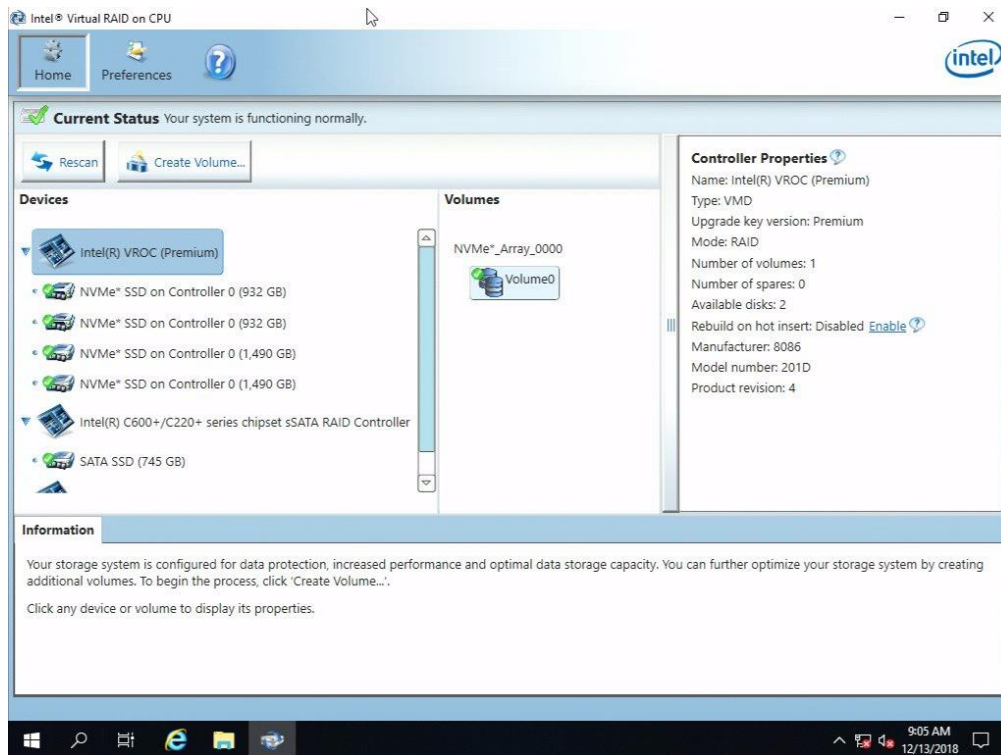 Intel® Virtual RAID on CPU
Home
Preferences
?
intel
Current Status Your system is functioning normally.
Rescan
Create Volume...
Devices
Intel(R) VROC (Premium)
NVMe* SSD on Controller 0 (932 GB)
NVMe* SSD on Controller 0 (932 GB)
NVMe* SSD on Controller 0 (1,490 GB)
NVMe* SSD on Controller 0 (1,490 GB)
Intel(R) C600+/C220+ series chipset sSATA RAID Controller
SATA SSD (745 GB)
Volumes
NVMe*_Array_0000
Volume0
Controller Properties ?
Name: Intel(R) VROC (Premium)
Type: VMD
Upgrade key version: Premium
Mode: RAID
Number of volumes: 1
Number of spares: 0
Available disks: 2
Rebuild on hot insert: Disabled Enable ?
Manufacturer: 8086
Model number: 201D
Product revision: 4
Information
Your storage system is configured for data protection, increased performance and optimal data storage capacity. You can further optimize your storage system by creating
additional volumes. To begin the process, click 'Create Volume...'.
Click any device or volume to display its properties.
9:05 AM
12/13/2018